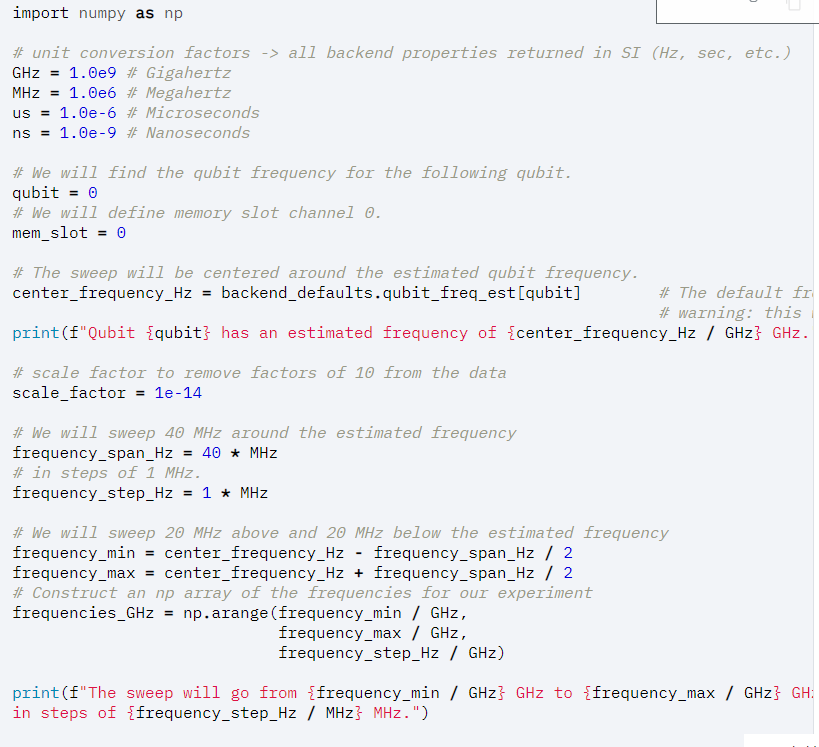 import numpy as np

# unit conversion factors -> all backend properties returned in SI (Hz, sec, etc.)
GHz = 1.0e9 # Gigahertz
MHz = 1.0e6 # Megahertz
us = 1.0e-6 # Microseconds
ns = 1.0e-9 # Nanoseconds

# We will find the qubit frequency for the following qubit.
qubit = 0
# We will define memory slot channel 0.
mem_slot = 0

# The sweep will be centered around the estimated qubit frequency.
center_frequency_Hz = backend_defaults.qubit_freq_est[qubit]        # The default
# warning: this
print(f"Qubit {qubit} has an estimated frequency of {center_frequency_Hz / GHz} GHz.

# scale factor to remove factors of 10 from the data
scale_factor = 1e-14

# We will sweep 40 MHz around the estimated frequency
frequency_span_Hz = 40 * MHz
# in steps of 1 MHz.
frequency_step_Hz = 1 * MHz

# We will sweep 20 MHz above and 20 MHz below the estimated frequency
frequency_min = center_frequency_Hz - frequency_span_Hz / 2
frequency_max = center_frequency_Hz + frequency_span_Hz / 2
# Construct an np array of the frequencies for our experiment
frequencies_GHz = np.arange(frequency_min / GHz,
                            frequency_max / GHz,
                            frequency_step_Hz / GHz)

print(f"The sweep will go from {frequency_min / GHz} GHz to {frequency_max / GHz}
in steps of {frequency_step_Hz / MHz} MHz.")